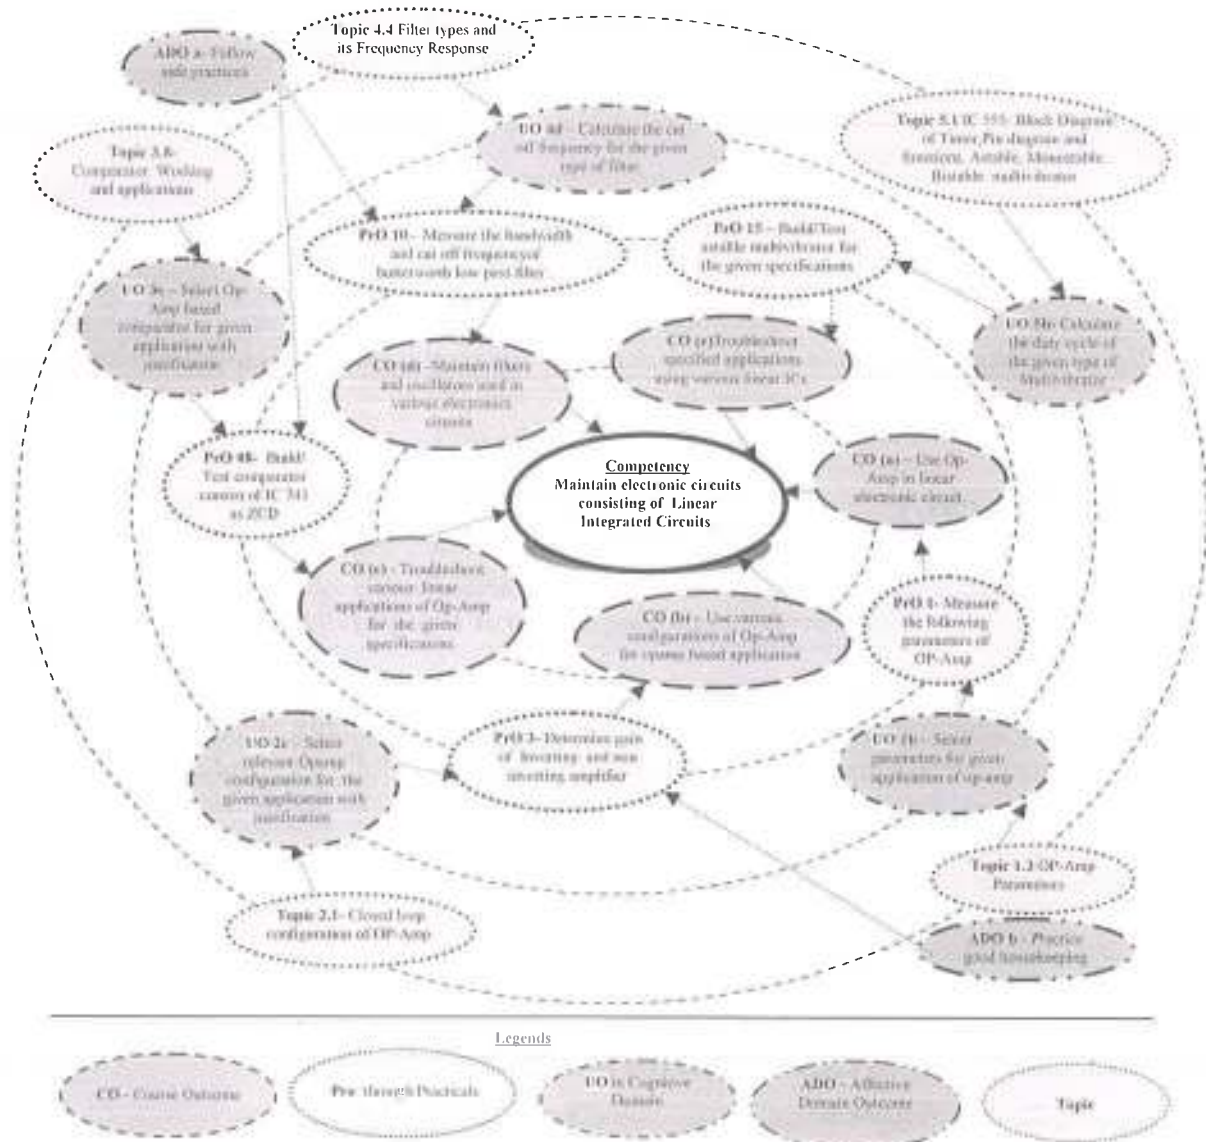 Topic 4.4 Filter types and
its Frequency Response
ADO a- Follow
safe practices
Topic 5.1 IC 555- Block Diagram
of Timer, Pin diagram and
functions, Astable, Monostable,
Bistable multivibrator
UO 4d – Calculate the cut
off frequency for the given
type of filter
Topic 3.8-
Comparator: Working
and applications
PrO 10 – Measure the bandwidth
and cut off frequency of
butterworth low pass filter
PrO 15 – Build/Test
astable multivibrator for
the given specifications
UO 3e – Select Op-
Amp based
comparator for given
application with
justification
UO 5b- Calculate
the duty cycle of
the given type of
Multivibrator
CO (d) – Maintain filters
and oscillators used in
various electronics
circuits
CO (e) Troubleshoot
specified applications
using various linear ICs
PrO 08- Build/
Test comparator
consist of IC 741
as ZCD
Competency
Maintain electronic circuits
consisting of Linear
Integrated Circuits
CO (a) – Use Op-
Amp in linear
electronic circuit
CO (c) - Troubleshoot
various linear
applications of Op-Amp
for the given
specifications
CO (b) – Use various
configurations of Op-Amp
for opamp based application
PrO 1- Measure
the following
parameters of
OP-Amp
UO 2c – Select
relevant Opamp
configuration for the
given application with
justification
PrO 3- Determine gain
of Inverting and non
inverting amplifier
UO 1b – Select
parameters for given
application of op-amp
Topic 1.3 OP-Amp
Parameters
Topic 2.1- Closed loop
configuration of OP-Amp
ADO b - Practice
good housekeeping
Legends
CO - Course Outcome
Pro through Practicals
UO in Cognitive
Domain
ADO – Affective
Domain Outcome
Topic